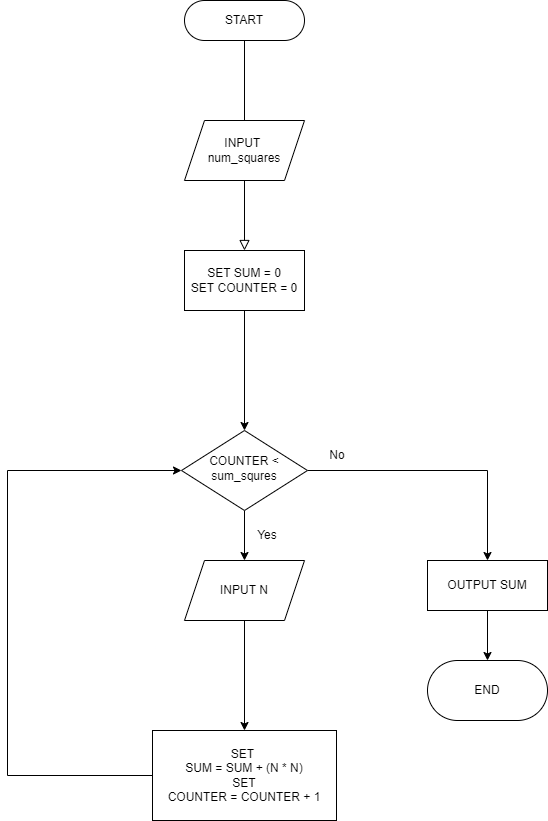 START
INPUT
num_squares
SET SUM = 0
SET COUNTER = 0
COUNTER <
sum_squres
No
Yes
INPUT N
OUTPUT SUM
END
SET
SUM = SUM + (N * N)
SET
COUNTER = COUNTER + 1